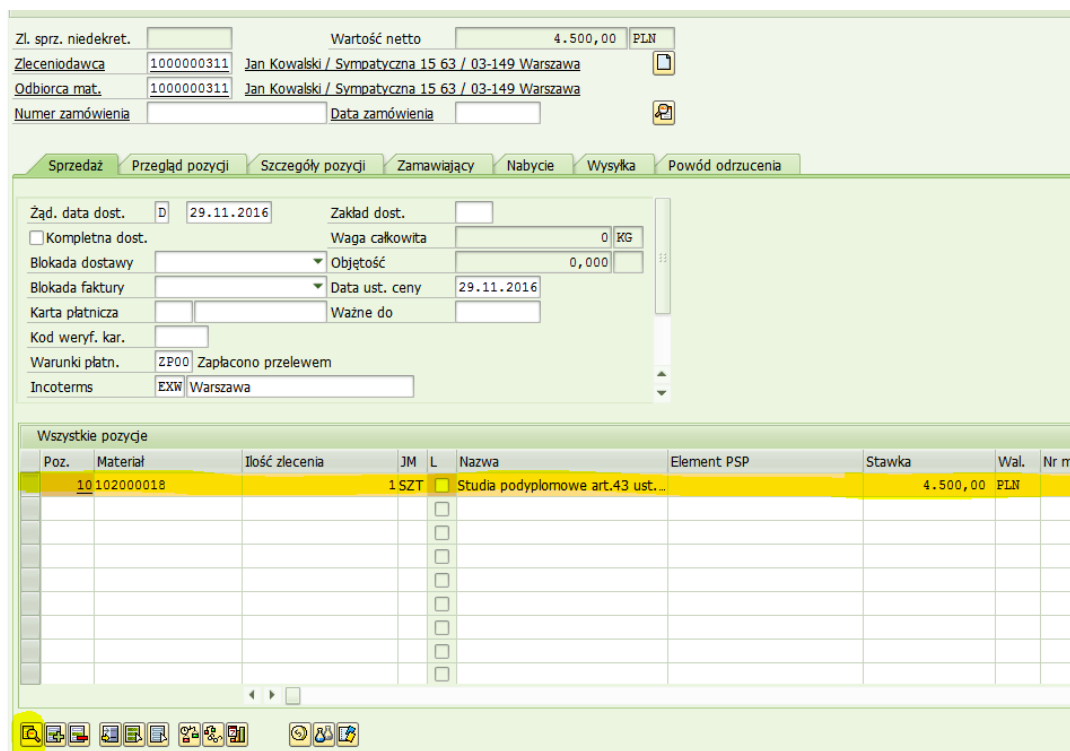 Zl. sprz. niedekret. Wartość netto 4.500,00 PLN
Zleceniodawca 1000000311 Jan Kowalski / Sympatyczna 15 63 / 03-149 Warszawa
Odbiorca mat. 1000000311 Jan Kowalski / Sympatyczna 15 63 / 03-149 Warszawa
Numer zamówienia Data zamówienia
Sprzedaż Przegląd pozycji Szczegóły pozycji Zamawiający Nabycie Wysyłka Powód odrzucenia
Żąd. data dost. D 29.11.2016 Zakład dost.
Kompletna dost. Waga całkowita 0 KG
Blokada dostawy Objętość 0,000
Blokada faktury Data ust. ceny 29.11.2016
Karta płatnicza Ważne do
Kod weryf. kar.
Warunki płatn. ZP00 Zapłacono przelewem
Incoterms EXW Warszawa
Wszystkie pozycje
Poz. Materiał Ilość zlecenia JM L Nazwa Element PSP Stawka Wal. Nr m
10 102000018 1 SZT Studia podyplomowe art.43 ust.... 4.500,00 PLN